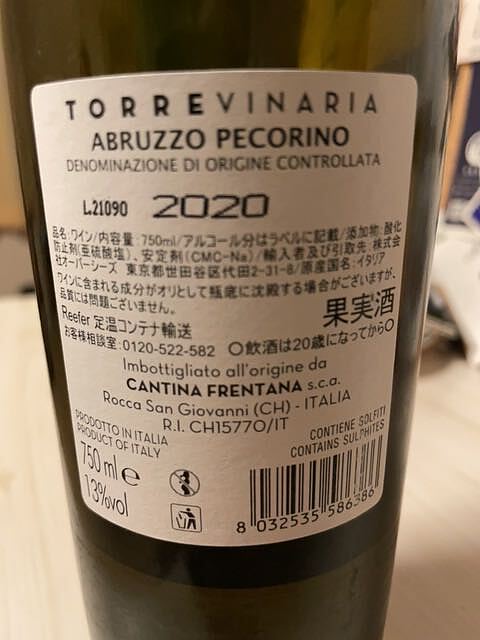 TORREVINARIA
ABRUZZO PECORINO
DENOMINAZIONE DI ORIGINE CONTROLLATA
L21090 2020
品名:ワイン/内容量:750ml/アルコール分はラベルに記載/添加物:酸化
防止剤(亜硫酸塩)、安定剤(CMC-Na)/輸入者及び引取先:株式会
社オーバーシーズ 東京都世田谷区代田2-31-8/原産国名:イタリア
ワインに含まれる成分がオリとして瓶底に沈殿する場合がございますが、
品質には問題ございません。
果実酒
Reefer 定温コンテナ輸送
お客様相談室:0120-522-582 〇飲酒は20歳になってから〇
Imbottigliato all'origine da
CANTINA FRENTANA s.c.a.
Rocca San Giovanni (CH) - ITALIA
R.I. CH15770/IT
PRODOTTO IN ITALIA
PRODUCT OF ITALY
CONTIENE SOLFITI
CONTAINS SULPHITES
750 ml e
13%vol
8 032535 586386